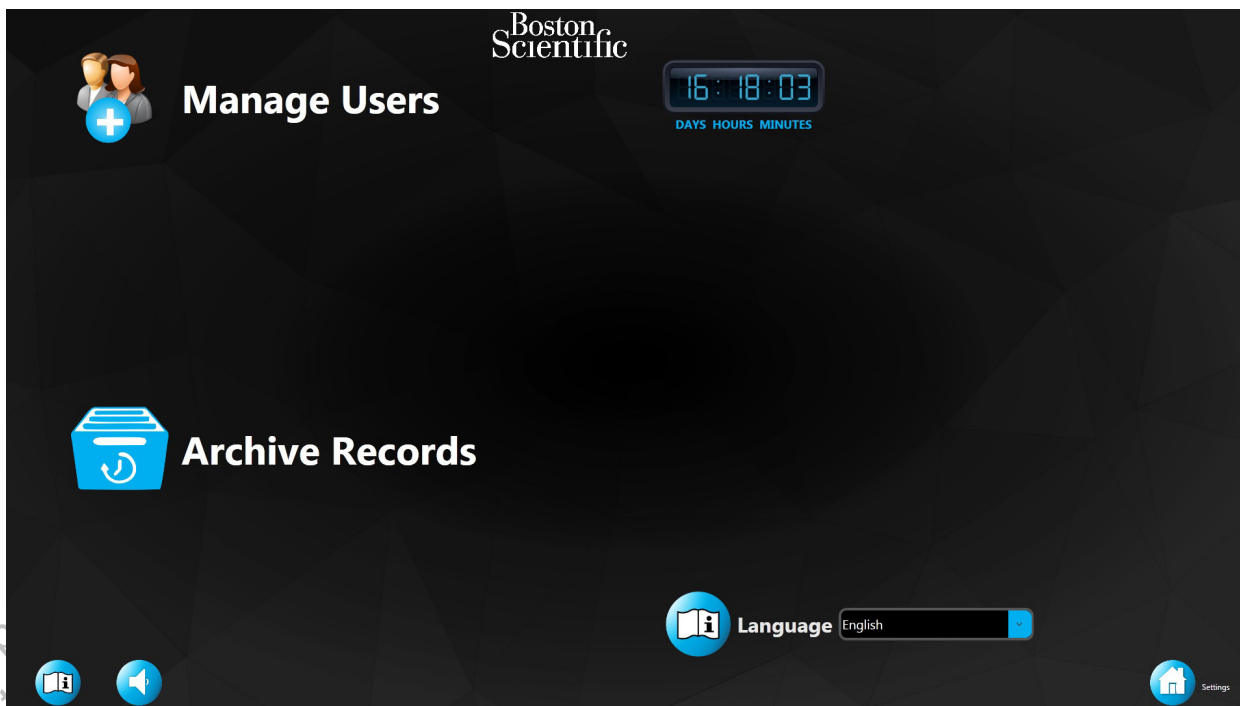 Boston
Scientific
Manage Users
16:18:03
DAYS HOURS MINUTES
Archive Records
Language English
Settings